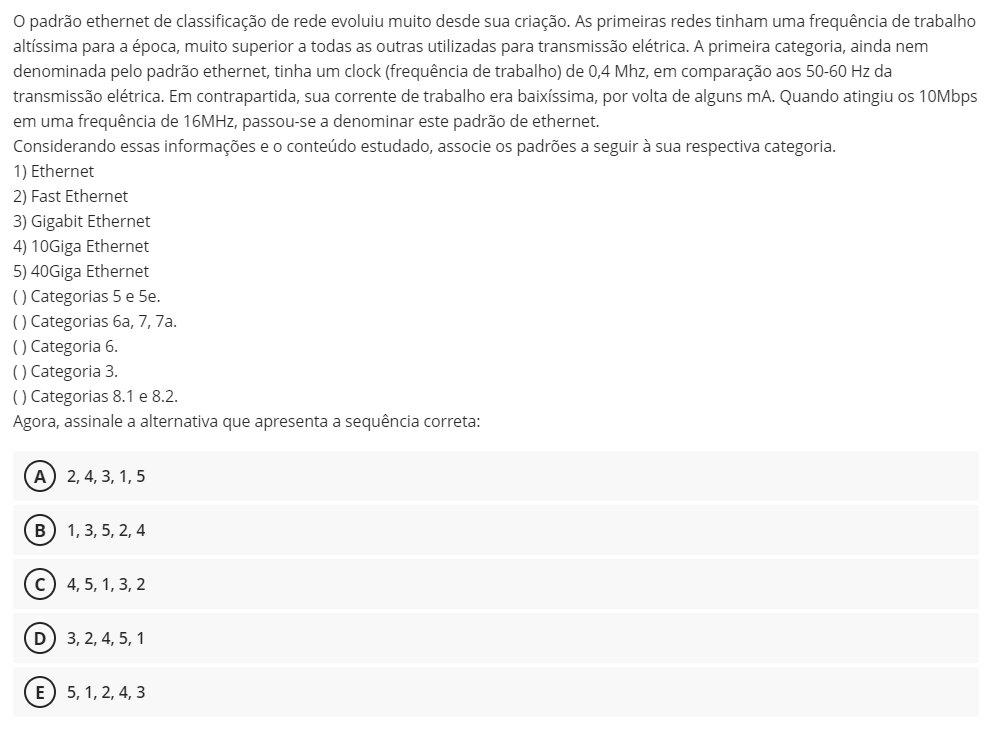 O padrão ethernet de classificação de rede evoluiu muito desde sua criação. As primeiras redes tinham uma frequência de trabalho
altíssima para a época, muito superior a todas as outras utilizadas para transmissão elétrica. A primeira categoria, ainda nem
denominada pelo padrão ethernet, tinha um clock (frequência de trabalho) de 0,4 Mhz, em comparação aos 50-60 Hz da
transmissão elétrica. Em contrapartida, sua corrente de trabalho era baixíssima, por volta de alguns mA. Quando atingiu os 10Mbps
em uma frequência de 16MHz, passou-se a denominar este padrão de ethernet.
Considerando essas informações e o conteúdo estudado, associe os padrões a seguir à sua respectiva categoria.
1) Ethernet
2) Fast Ethernet
3) Gigabit Ethernet
4) 10Giga Ethernet
5) 40Giga Ethernet
( ) Categorias 5 e 5e.
( ) Categorias 6a, 7, 7a.
( ) Categoria 6.
( ) Categoria 3.
( ) Categorias 8.1 e 8.2.
Agora, assinale a alternativa que apresenta a sequência correta:
A 2, 4, 3, 1, 5
B 1, 3, 5, 2, 4
C 4, 5, 1, 3, 2
D 3, 2, 4, 5, 1
E 5, 1, 2, 4, 3